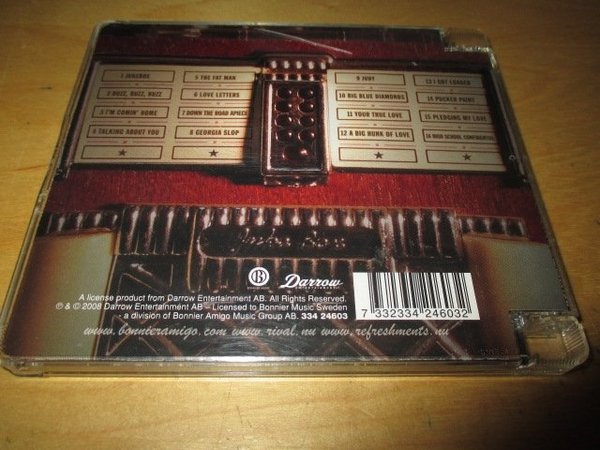 1 JUKEBOX
2 BUZZ, BUZZ, BUZZ
3 I'M COMIN' HOME
4 TALKING ABOUT YOU
5 THE FAT MAN
6 LOVE LETTERS
7 DOWN THE ROAD APIECE
8 GEORGIA SLOP
9 JUDY
10 BIG BLUE DIAMONDS
11 YOUR TRUE LOVE
12 A BIG HUNK OF LOVE
13 I GOT LOADED
14 PUCKER PAINT
15 PLEDGING MY LOVE
16 HIGH SCHOOL CONFIDENTIAL
Juke Box
B
Darrow
ENTERTAINMENT
A license product from Darrow Entertainment AB. All Rights Reserved.
℗ & © 2008 Darrow Entertainment AB – Licensed to Bonnier Music Sweden
a division of Bonnier Amigo Music Group AB. 334 24603
7 332334 246032
www.bonnieramigo.com www.rival.nu www.refreshments.nu